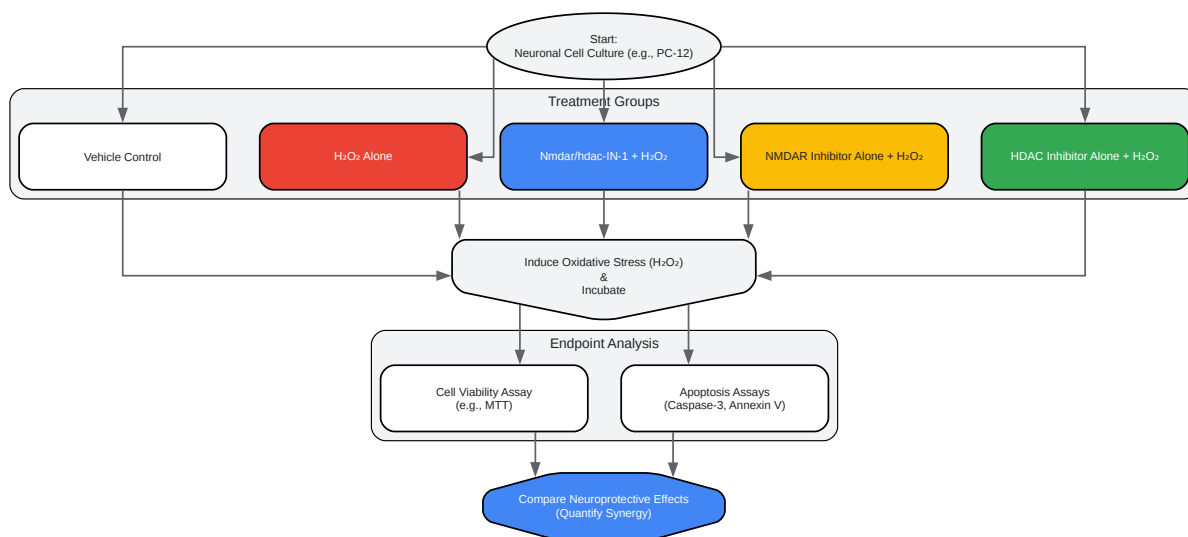 Start:
Neuronal Cell Culture (e.g., PC-12)
Treatment Groups
Vehicle Control
H₂O₂ Alone
Nmdar/hdac-IN-1 + H₂O₂
NMDAR Inhibitor Alone + H₂O₂
HDAC Inhibitor Alone + H₂O₂
Induce Oxidative Stress (H₂O₂)
&
Incubate
Endpoint Analysis
Cell Viability Assay
(e.g., MTT)
Apoptosis Assays
(Caspase-3, Annexin V)
Compare Neuroprotective Effects
(Quantify Synergy)